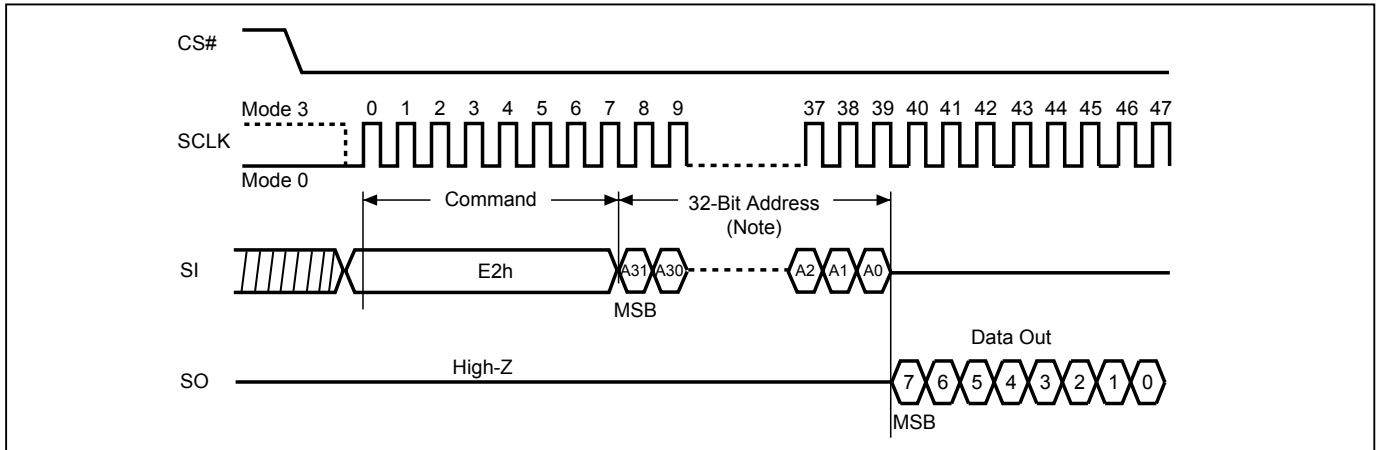 CS#
Mode 3
0 1 2 3 4 5 6 7 8 9 37 38 39 40 41 42 43 44 45 46 47
SCLK
Mode 0
Command
32-Bit Address
(Note)
SI
E2h
A31 A30 A2 A1 A0
MSB
Data Out
High-Z
SO
7 6 5 4 3 2 1 0
MSB